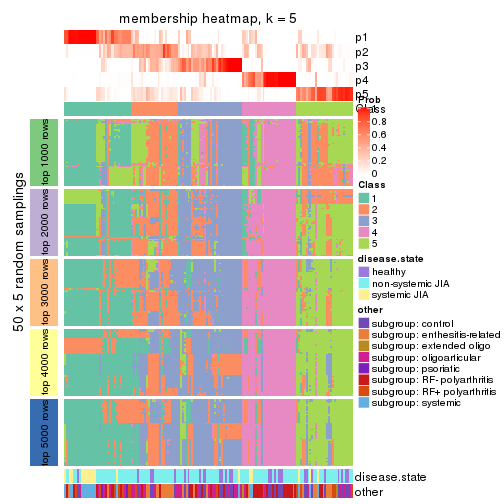 membership heatmap, k = 5
p1
p2
p3
p4
p5
Class
Prob
1
0.8
0.6
0.4
0.2
0
Class
1
2
3
4
5
disease.state
healthy
non-systemic JIA
systemic JIA
other
subgroup: control
subgroup: enthesitis-related
subgroup: extended oligo
subgroup: oligoarticular
subgroup: psoriatic
subgroup: RF- polyarthritis
subgroup: RF+ polyarthritis
subgroup: systemic
50 x 5 random samplings
top 1000 rows
top 2000 rows
top 3000 rows
top 4000 rows
top 5000 rows
disease.state
other